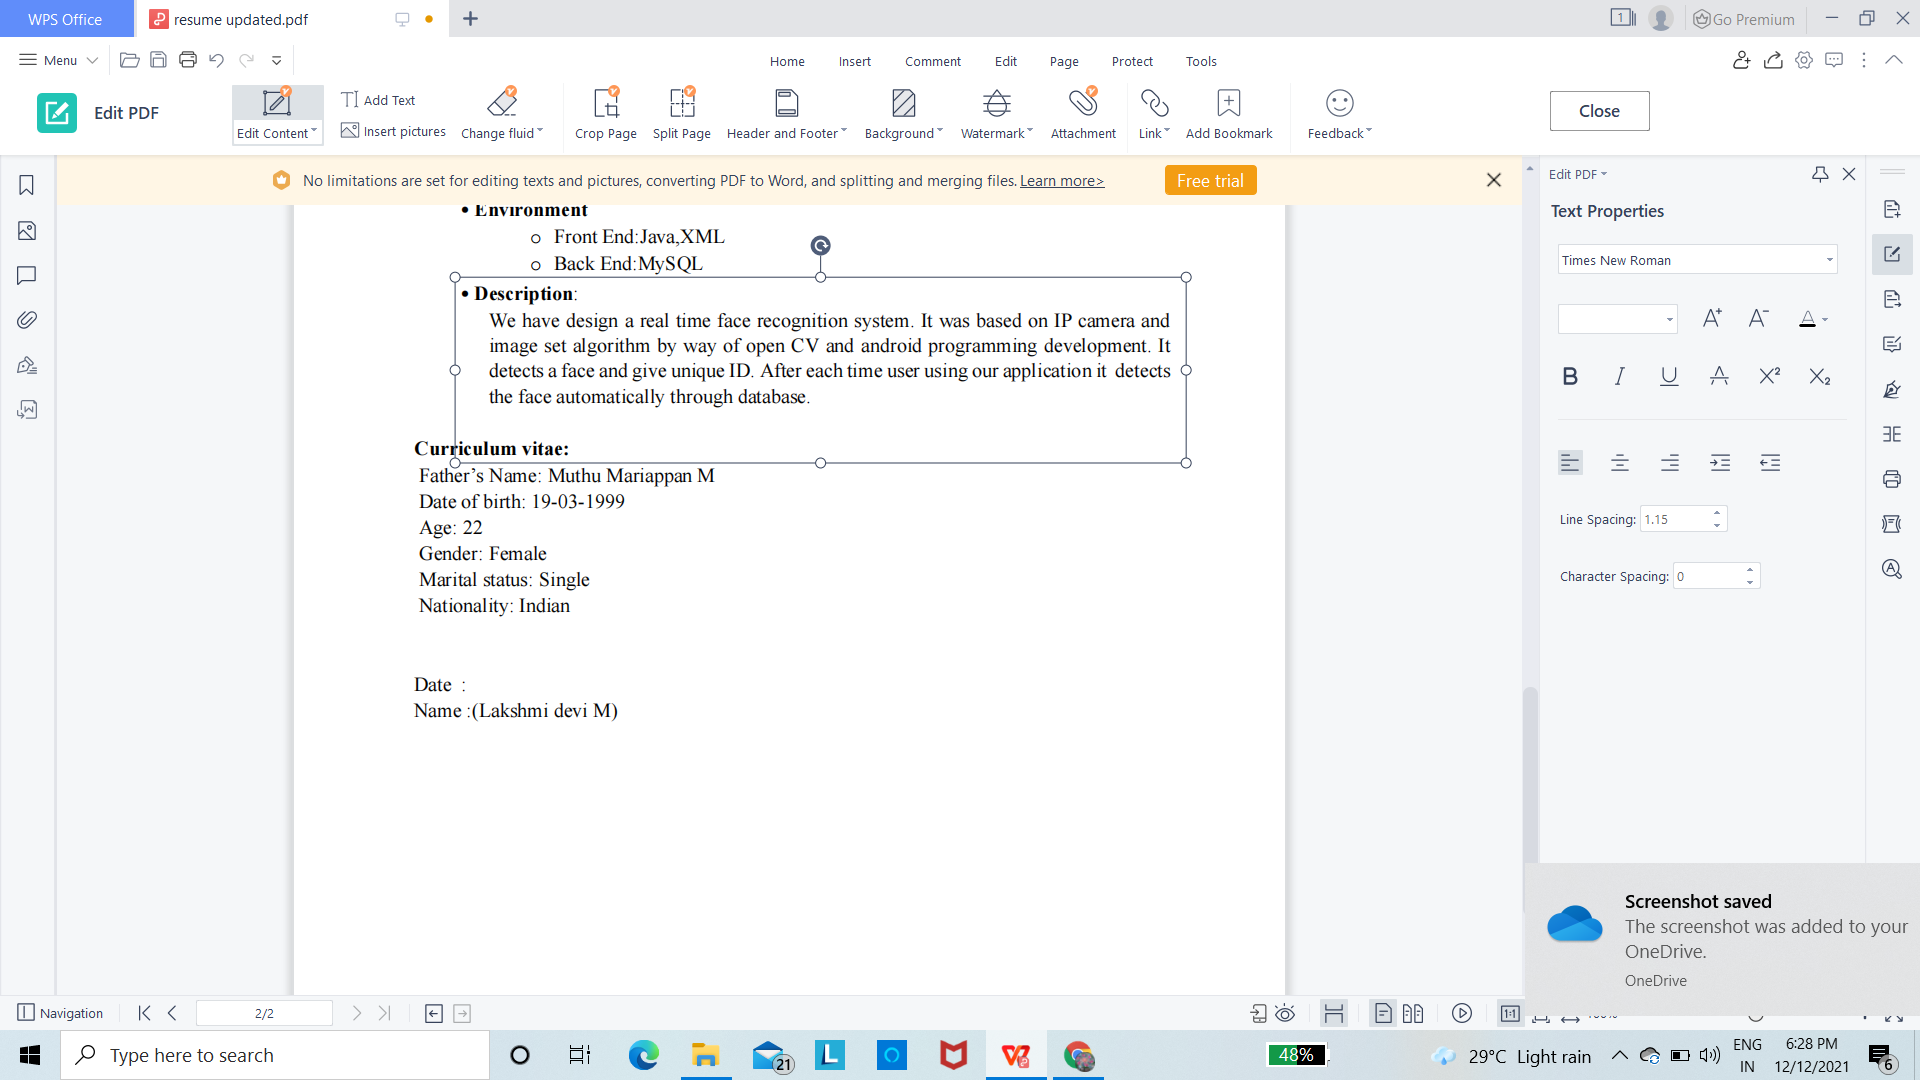 WPS Office
resume updated.pdf
1
Go Premium
Menu
Home
Insert
Comment
Edit
Page
Protect
Tools
Edit PDF
Edit Content
Add Text
Insert pictures
Change fluid
Crop Page
Split Page
Header and Footer
Background
Watermark
Attachment
Link
Add Bookmark
Feedback
Close
No limitations are set for editing texts and pictures, converting PDF to Word, and splitting and merging files. Learn more>
Free trial
• Environment
o Front End:Java,XML
o Back End:MySQL
• Description:
We have design a real time face recognition system. It was based on IP camera and
image set algorithm by way of open CV and android programming development. It
detects a face and give unique ID. After each time user using our application it detects
the face automatically through database.
Curriculum vitae:
Father’s Name: Muthu Mariappan M
Date of birth: 19-03-1999
Age: 22
Gender: Female
Marital status: Single
Nationality: Indian
Date :
Name :(Lakshmi devi M)
Edit PDF
Text Properties
Times New Roman
A+ A- A
B I U A X² X₂
Line Spacing: 1.15
Character Spacing: 0
Screenshot saved
The screenshot was added to your
OneDrive.
OneDrive
Navigation
2/2
1:1
Type here to search
21
L
48%
29°C Light rain
ENG
IN
6:28 PM
12/12/2021
6